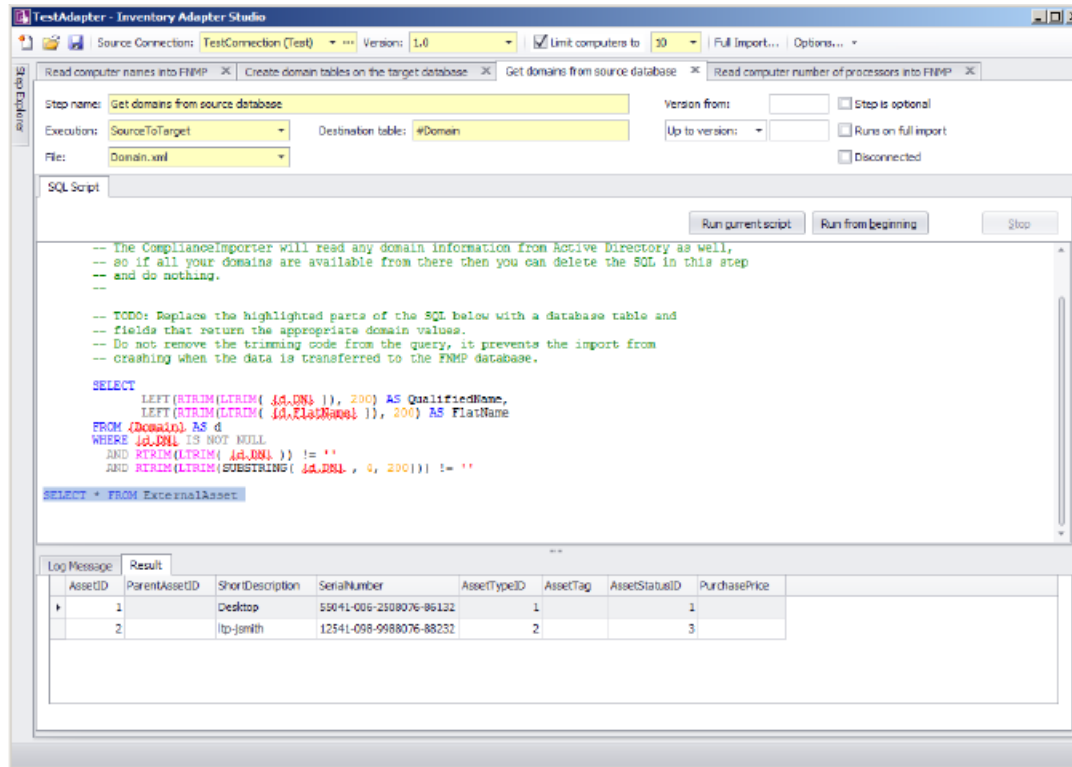 TestAdapter - Inventory Adapter Studio
Source Connection: TestConnection (Test) Version: 1.0 Limit computers to 10 Full Import... Options...
Step Explorer
Read computer names into FNMP Create domain tables on the target database Get domains from source database Read computer number of processors into FNMP
Step name: Get domains from source database Version from: Step is optional
Execution: SourceToTarget Destination table: #Domain Up to version: Runs on full import
File: Domain.xml Disconnected
SQL Script
Run current script Run from beginning Stop
-- The ComplianceImporter will read any domain information from Active Directory as well,
-- so if all your domains are available from there then you can delete the SQL in this step
-- and do nothing.
--
-- TODO: Replace the highlighted parts of the SQL below with a database table and
-- fields that return the appropriate domain values.
-- Do not remove the trimming code from the query, it prevents the import from
-- crashing when the data is transferred to the FNMP database.
SELECT
LEFT(RTRIM(LTRIM( {d.DN} )), 200) AS QualifiedName,
LEFT(RTRIM(LTRIM( {d.FlatName} )), 200) AS FlatName
FROM {Domain} AS d
WHERE {d.DN} IS NOT NULL
AND RTRIM(LTRIM( {d.DN} )) != ''
AND RTRIM(LTRIM(SUBSTRING( {d.DN} , 4, 200))) != ''
SELECT * FROM ExternalAsset
Log Message Result
AssetID ParentAssetID ShortDescription SerialNumber AssetTypeID AssetTag AssetStatusID PurchasePrice
1 Desktop 55041-006-2508076-86132 1 1
2 ltp-jsmith 12541-098-9988076-88232 2 3